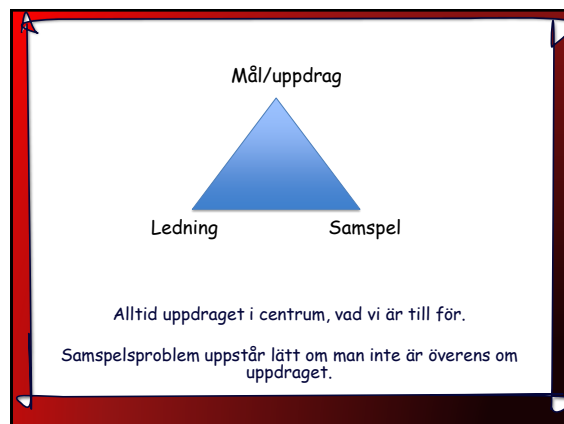 Mål/uppdrag
Ledning Samspel
Alltid uppdraget i centrum, vad vi är till för.
Samspelsproblem uppstår lätt om man inte är överens om
uppdraget.